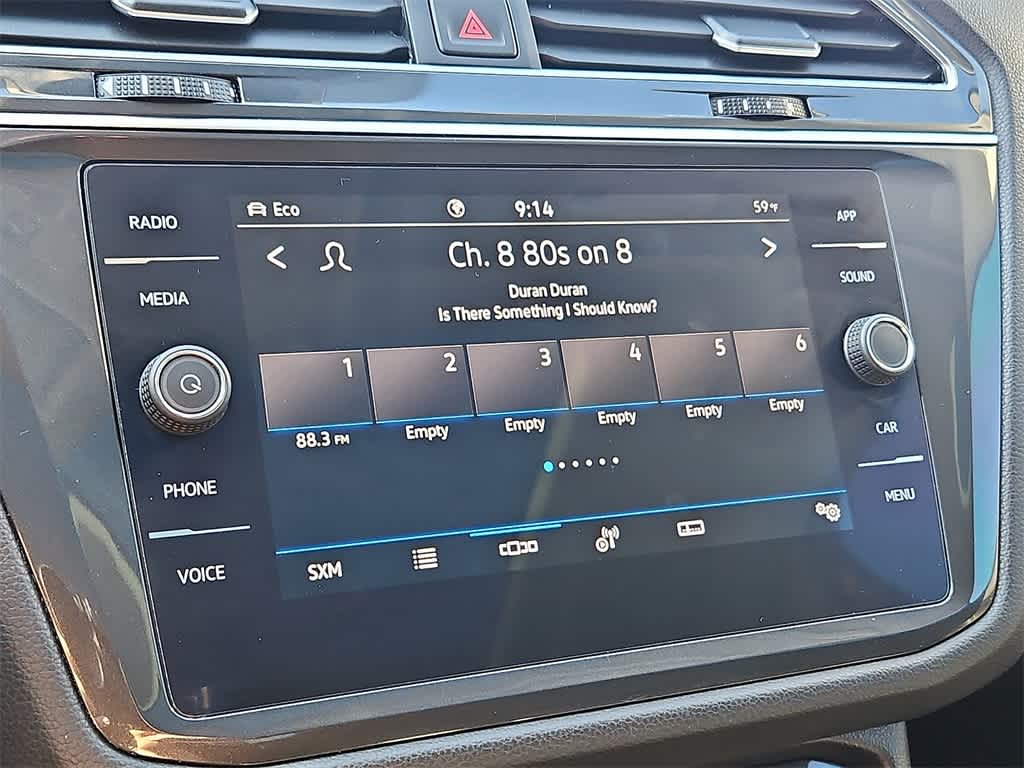 RADIO
MEDIA
PHONE
VOICE
Eco
9:14
59°F
Ch. 8 80s on 8
Duran Duran
Is There Something I Should Know?
1 2 3 4 5 6
88.3 FM Empty Empty Empty Empty Empty
SXM
APP
SOUND
CAR
MENU